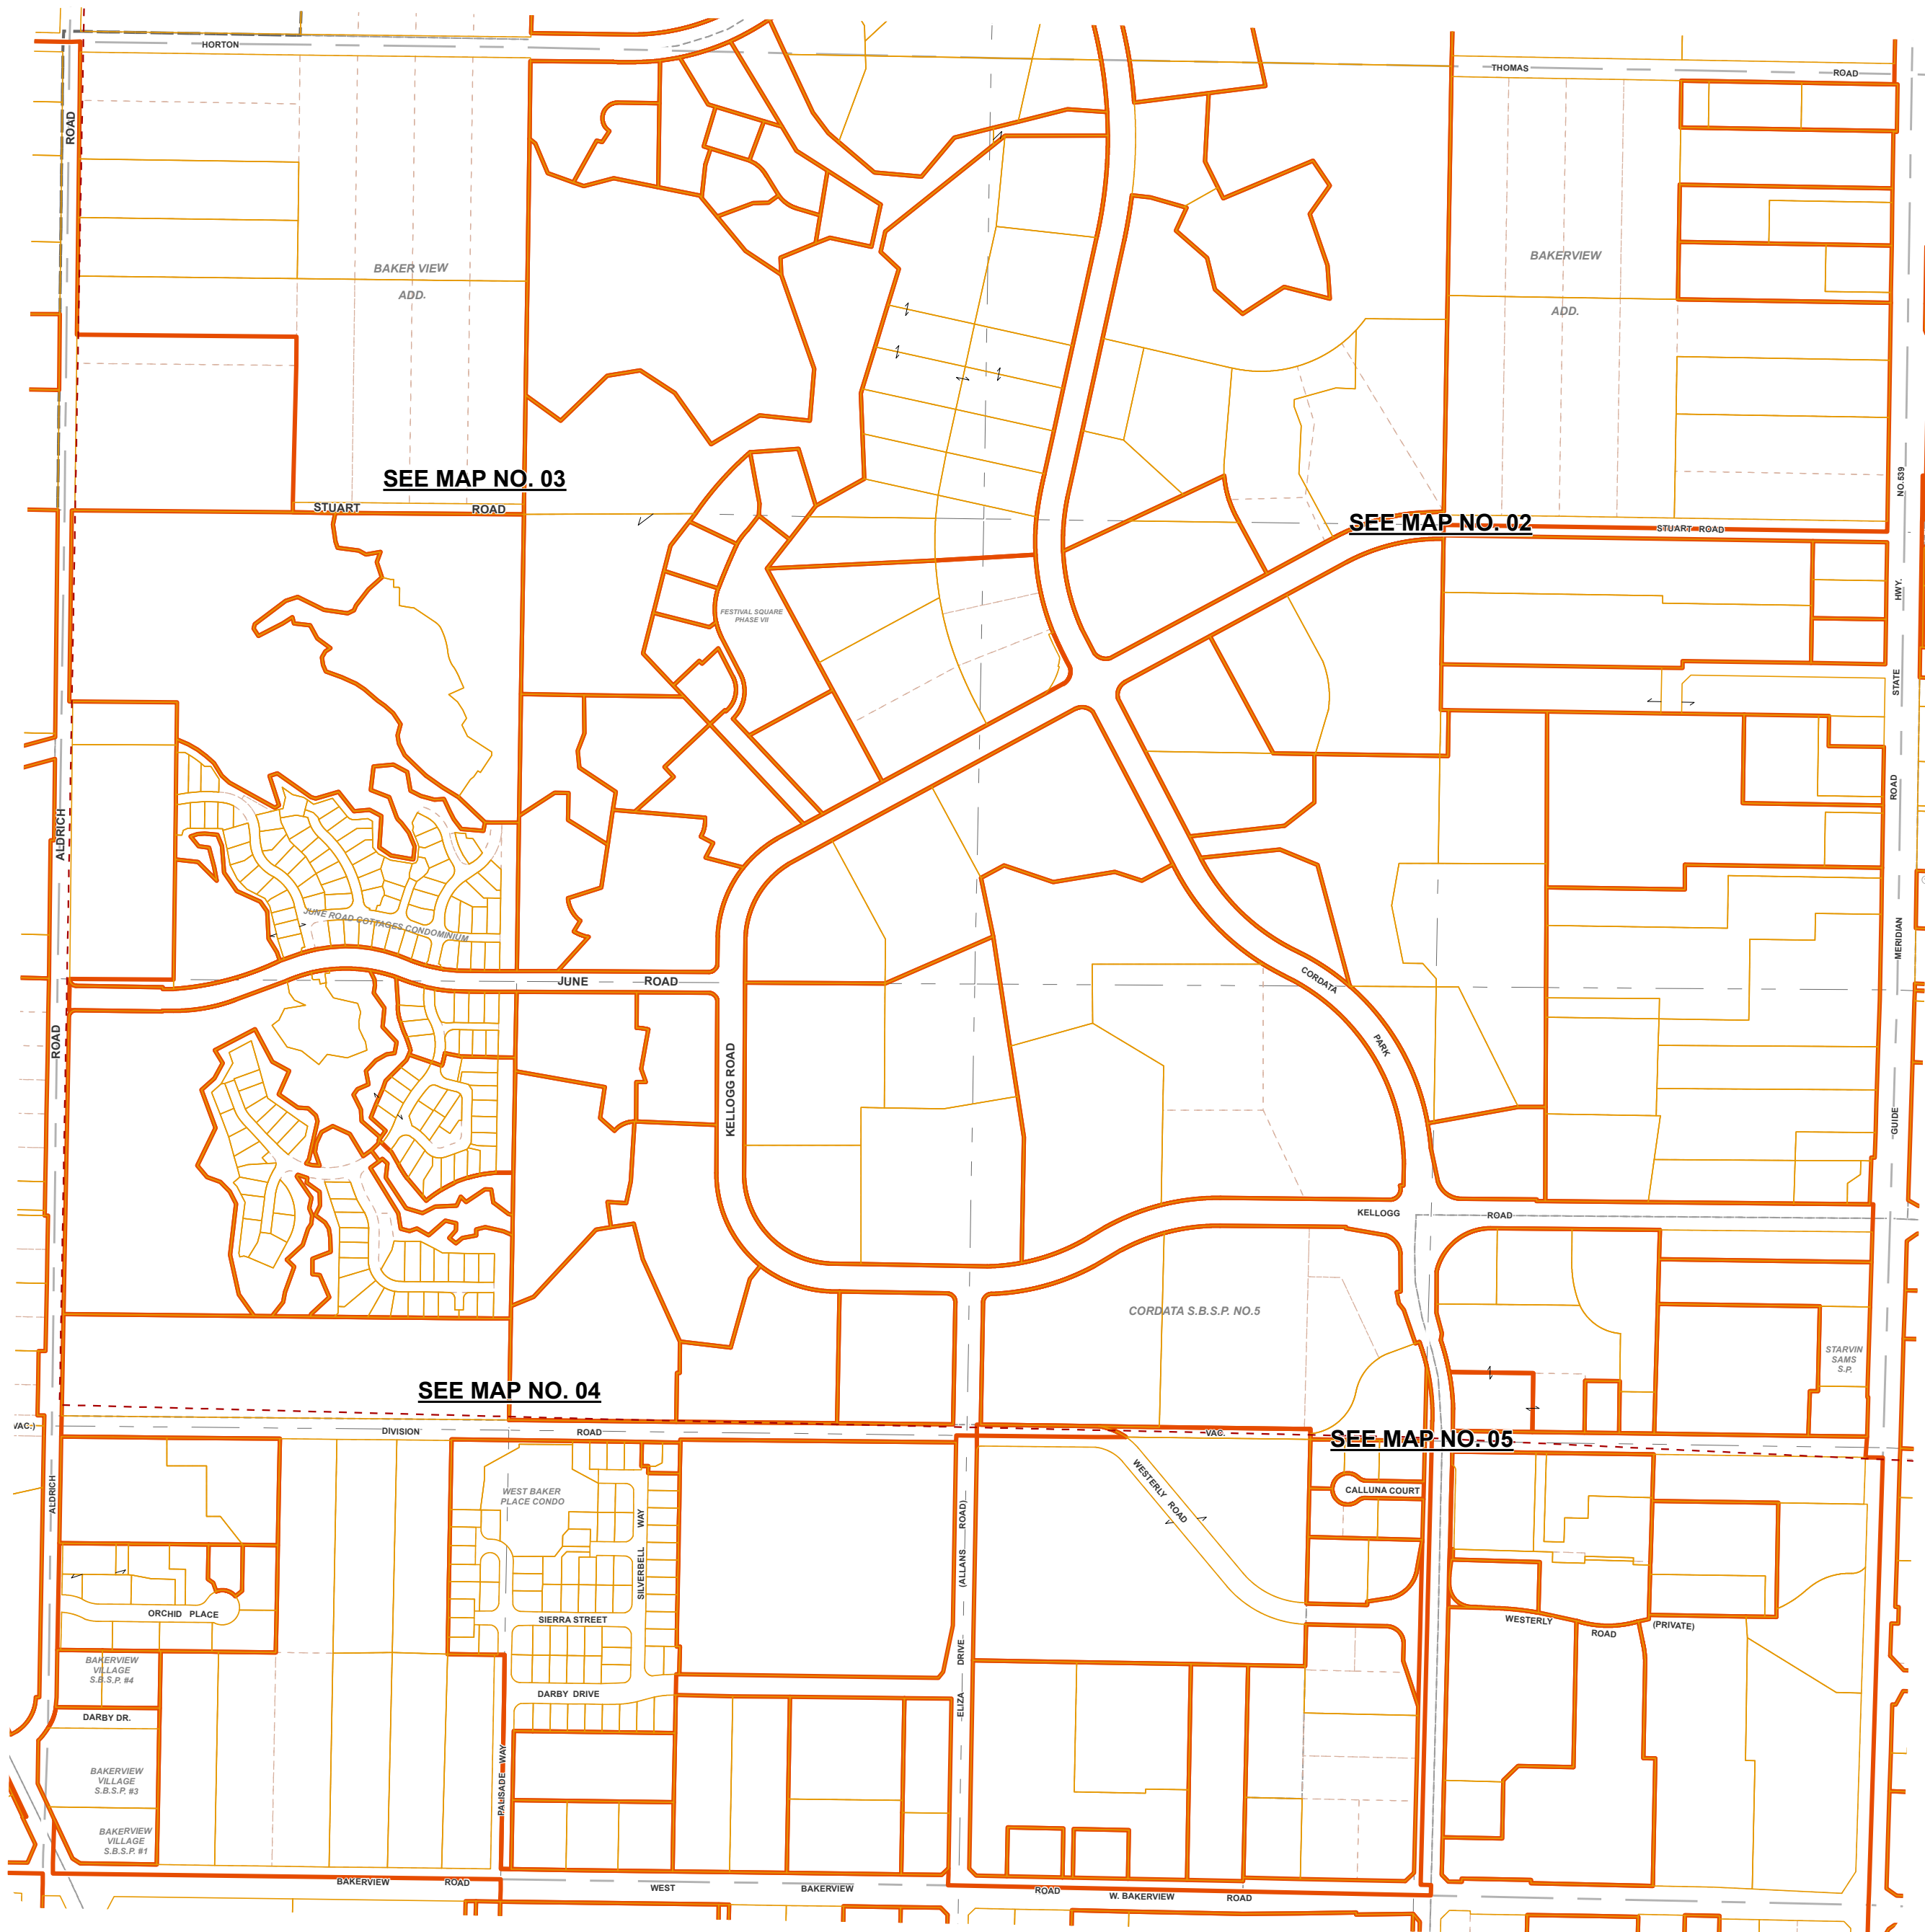 HORTON
THOMAS
ROAD
ROAD
BAKER VIEW
ADD.
BAKERVIEW
ADD.
SEE MAP NO. 03
STUART
ROAD
NO.539
SEE MAP NO. 02
STUART ROAD
HWY.
FESTIVAL SQUARE
PHASE VII
STATE
ROAD
ALDRICH
JUNE ROAD COTTAGES CONDOMINIUM
MERIDIAN
JUNE
ROAD
CORDATA
PARK
ROAD
KELLOGG ROAD
GUIDE
KELLOGG
ROAD
CORDATA S.B.S.P. NO.5
STARVIN
SAMS
S.P.
SEE MAP NO. 04
VAC.)
DIVISION
ROAD
VAC.
SEE MAP NO. 05
ALDRICH
WEST BAKER
PLACE CONDO
WESTERLY ROAD
CALLUNA COURT
SILVERBELL WAY
(ALLANS ROAD)
ORCHID PLACE
SIERRA STREET
WESTERLY
ROAD
(PRIVATE)
BAKERVIEW
VILLAGE
S.B.S.P. #4
DARBY DRIVE
ELIZA DRIVE
DARBY DR.
PALISADE WAY
BAKERVIEW
VILLAGE
S.B.S.P. #3
BAKERVIEW
VILLAGE
S.B.S.P. #1
BAKERVIEW
ROAD
WEST
BAKERVIEW
ROAD
W. BAKERVIEW
ROAD